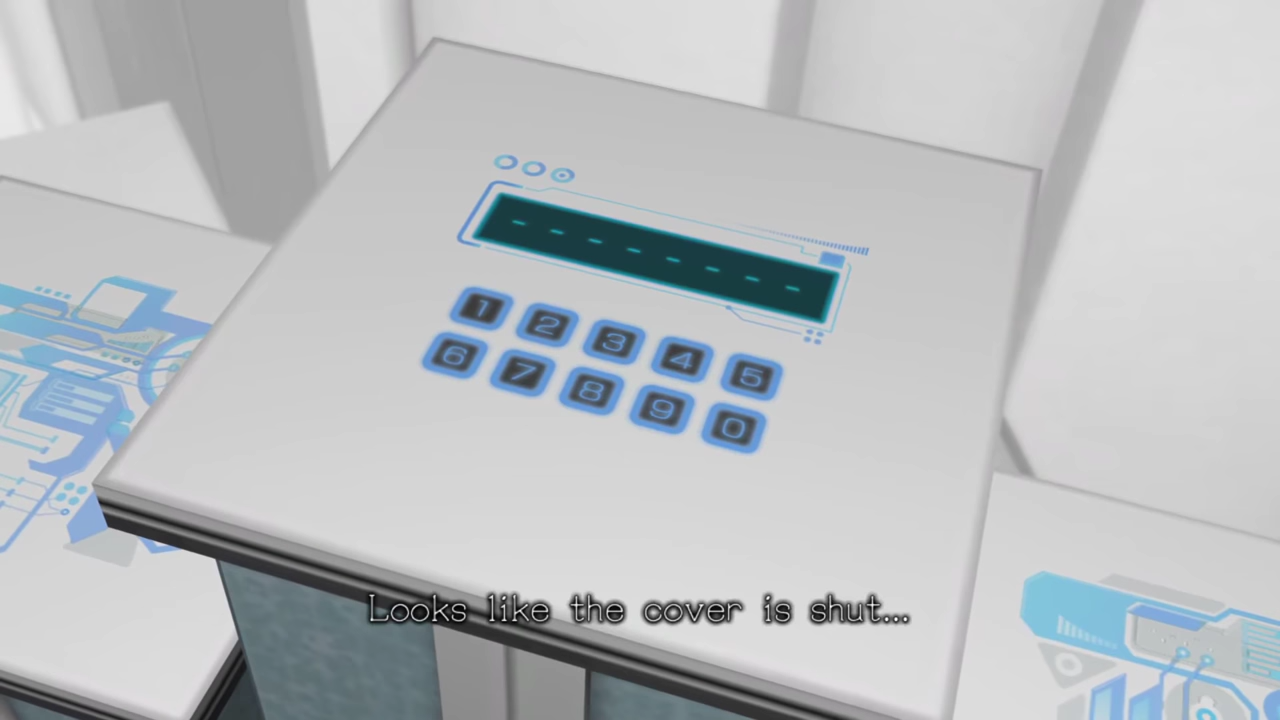 - - - - - - - -
1 2 3 4 5
6 7 8 9 0
Looks like the cover is shut...